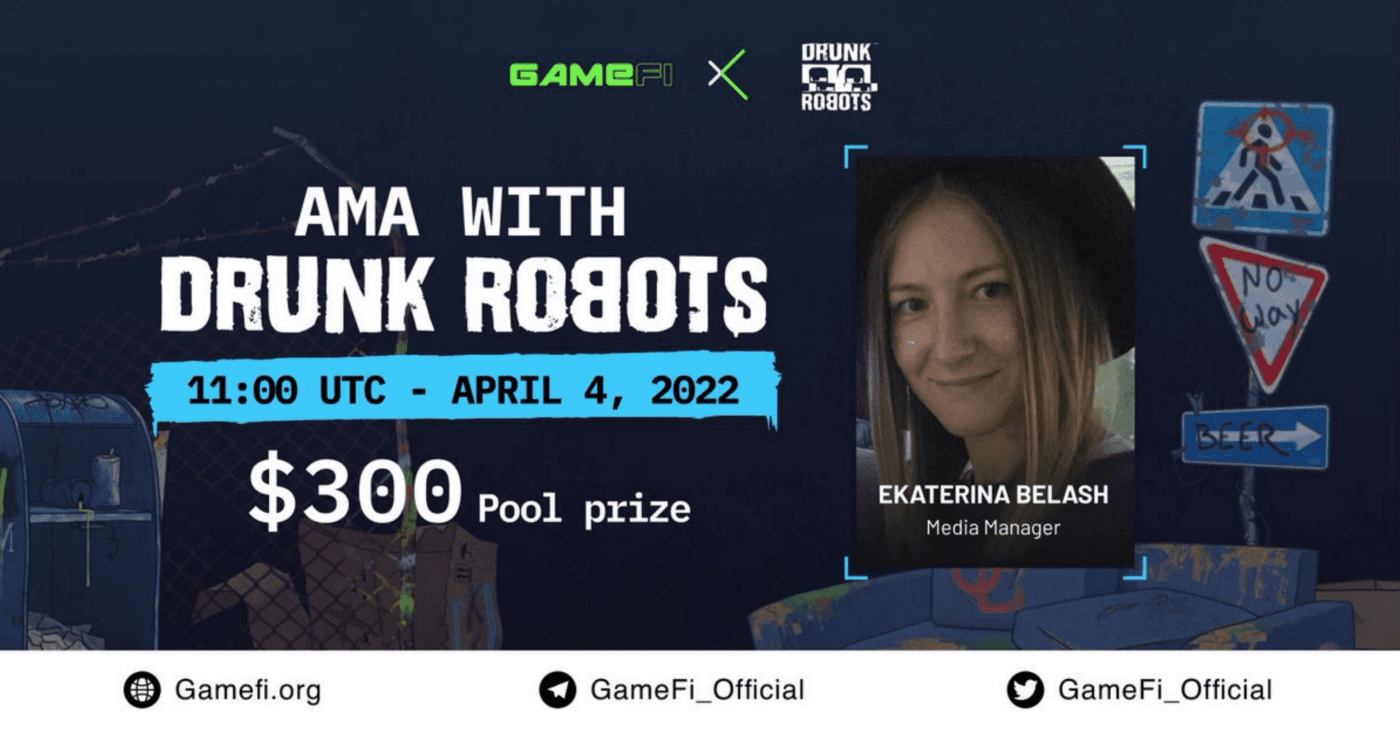 GAMEFI
DRUNK
ROBOTS
AMA WITH
DRUNK ROBOTS
11:00 UTC - APRIL 4, 2022
$300 Pool prize
EKATERINA BELASH
Media Manager
NO
Way
BEER
Gamefi.org
GameFi_Official
GameFi_Official